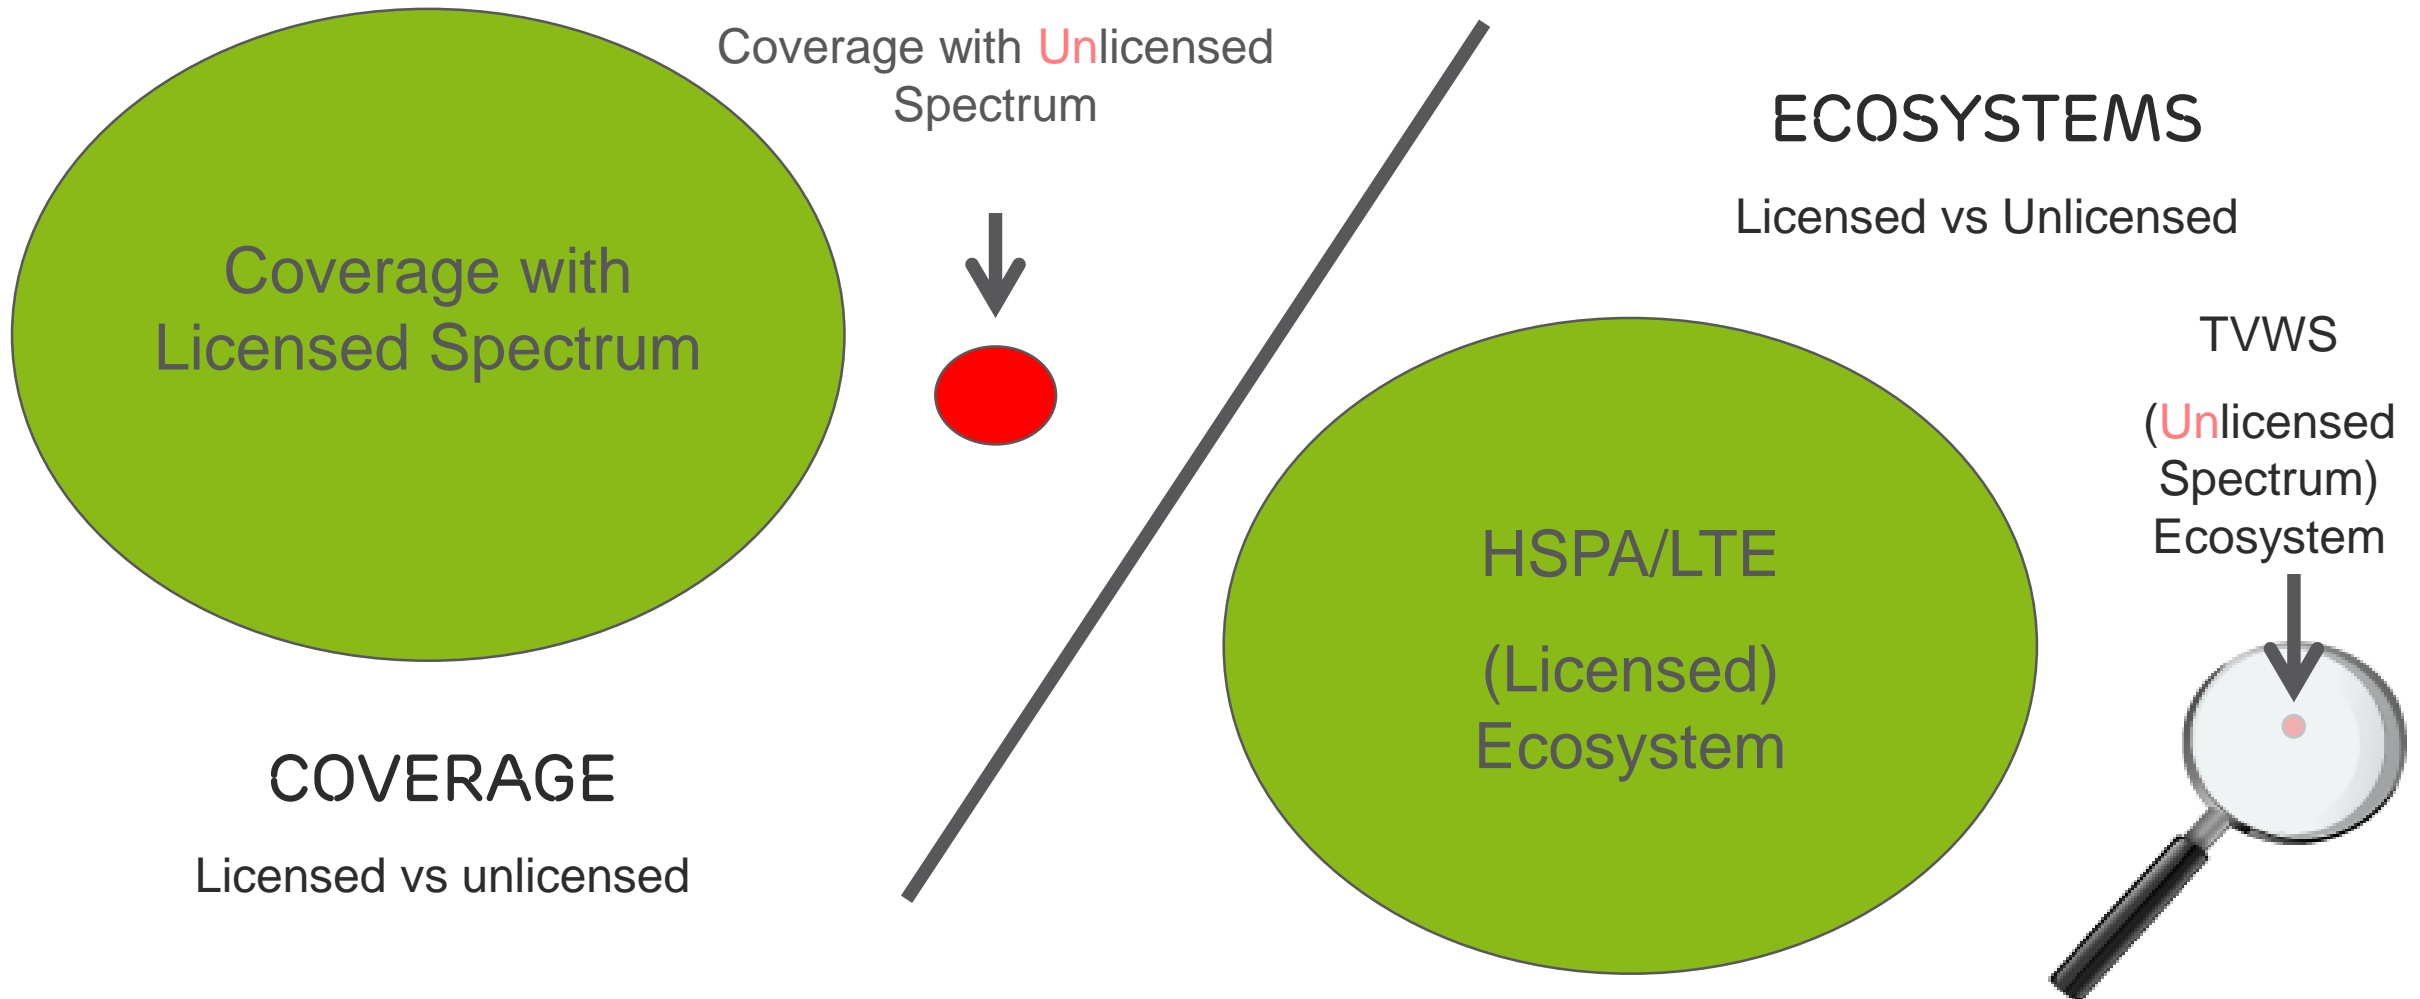 Coverage with Unlicensed
Spectrum
Coverage with
Licensed Spectrum
COVERAGE
Licensed vs unlicensed
ECOSYSTEMS
Licensed vs Unlicensed
TVWS
(Unlicensed
Spectrum)
Ecosystem
HSPA/LTE
(Licensed)
Ecosystem